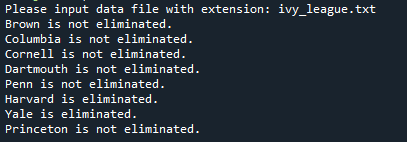 Please input data file with extension: ivy_league.txt
Brown is not eliminated.
Columbia is not eliminated.
Cornell is not eliminated.
Dartmouth is not eliminated.
Penn is not eliminated.
Harvard is eliminated.
Yale is eliminated.
Princeton is not eliminated.